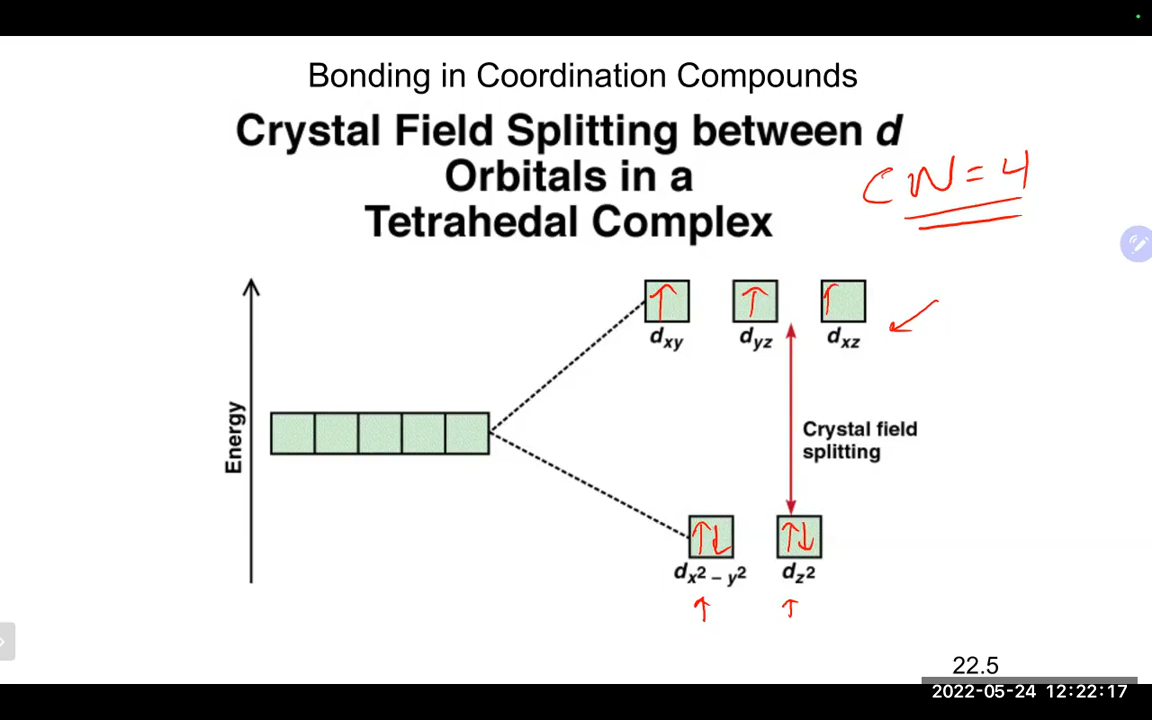 Bonding in Coordination Compounds
Crystal Field Splitting between d
Orbitals in a
Tetrahedal Complex
CN=4
dxy
dyz
dxz
Energy
Crystal field
splitting
dx² – y²
dz²
22.5
2022-05-24 12:22:17